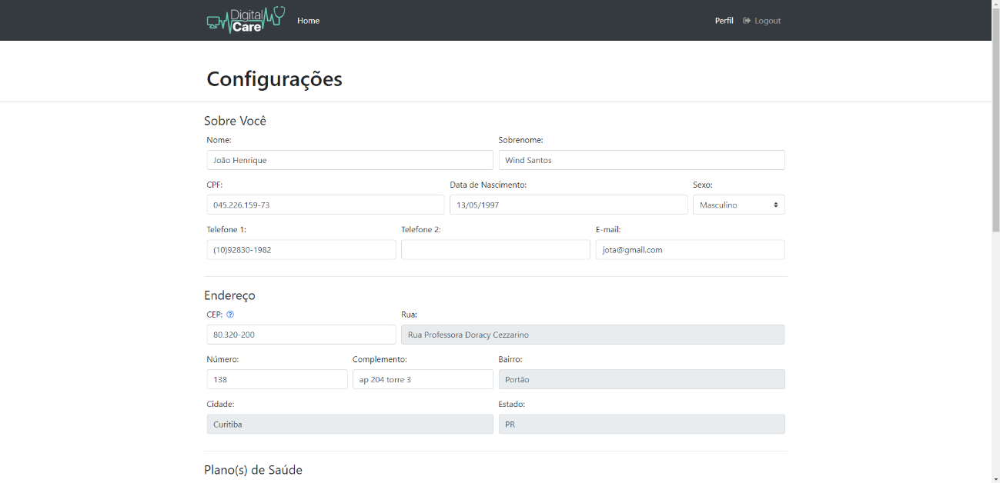 Digital
Care
Home
Perfil Logout
Configurações
Sobre Você
Nome: Sobrenome:
João Henrique Wind Santos
CPF: Data de Nascimento: Sexo:
045.226.159-73 13/05/1997 Masculino
Telefone 1: Telefone 2: E-mail:
(10)92830-1982 jota@gmail.com
Endereço
CEP: ? Rua:
80.320-200 Rua Professora Doracy Cezzarino
Número: Complemento: Bairro:
138 ap 204 torre 3 Portão
Cidade: Estado:
Curitiba PR
Plano(s) de Saúde